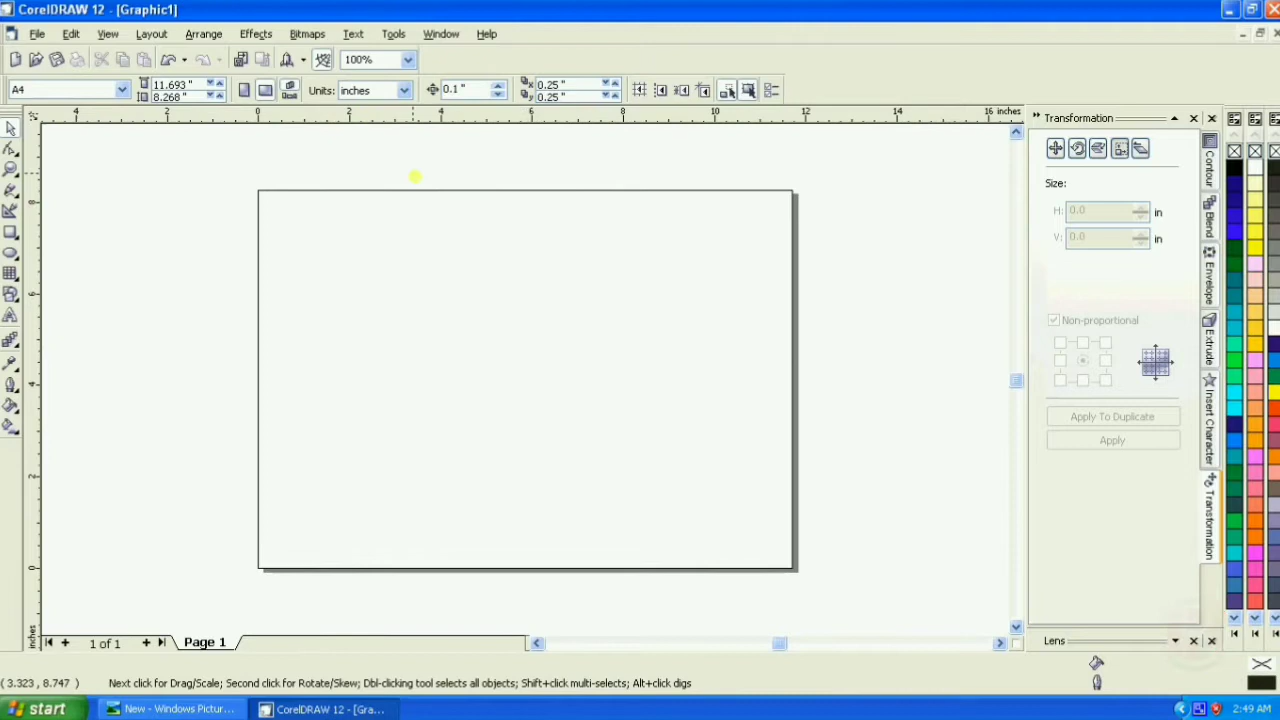 CorelDRAW 12 - [Graphic1]
File Edit View Layout Arrange Effects Bitmaps Text Tools Window Help
100%
A4 11.693 " 8.268 " Units: inches 0.1 " 0.25 " 0.25 "
4 2 0 2 4 6 8 10 12 14 16 inches
8
6
4
2
0
inches
Transformation
Size:
H: 0.0 in
V: 0.0 in
Non-proportional
Apply To Duplicate
Apply
Contour
Blend
Envelope
Extrude
Insert Character
Transformation
Lens
1 of 1 Page 1
(3.323 , 8.747 ) Next click for Drag/Scale; Second click for Rotate/Skew; Dbl-clicking tool selects all objects; Shift+click multi-selects; Alt+click digs
start New - Windows Pictur... CorelDRAW 12 - [Gra... 2:49 AM